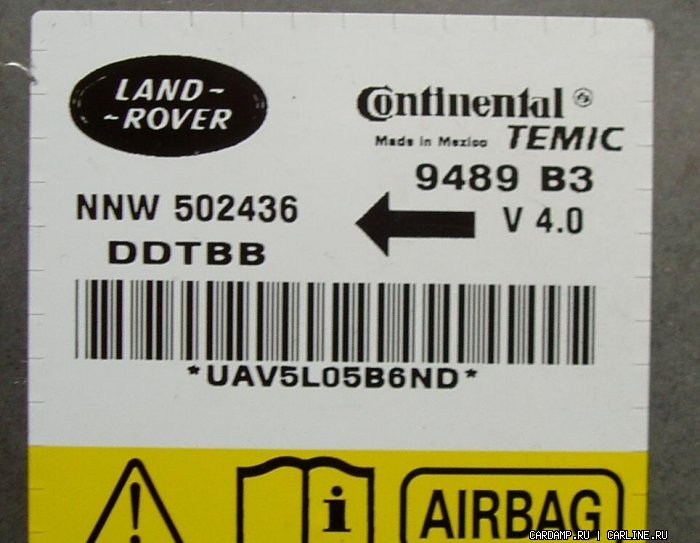 LAND~
~ROVER
Continental
Made in Mexico TEMIC
9489 B3
NNW 502436
V 4.0
DDTBB
*UAV5L05B6ND*
i
AIRBAG
CARDAMP.RU | CARLINE.RU